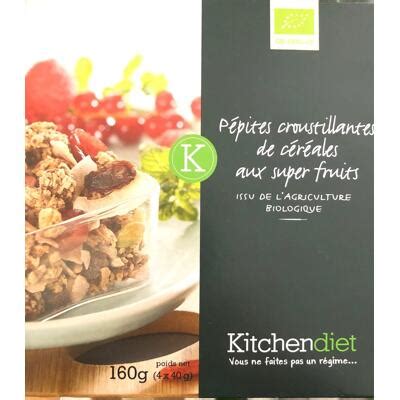 Pépites croustillantes
de céréales
aux super fruits
ISSU DE L'AGRICULTURE
BIOLOGIQUE
K
Kitchendiet
Vous ne faites pas un régime...
poids net
160g (4 x 40 g)